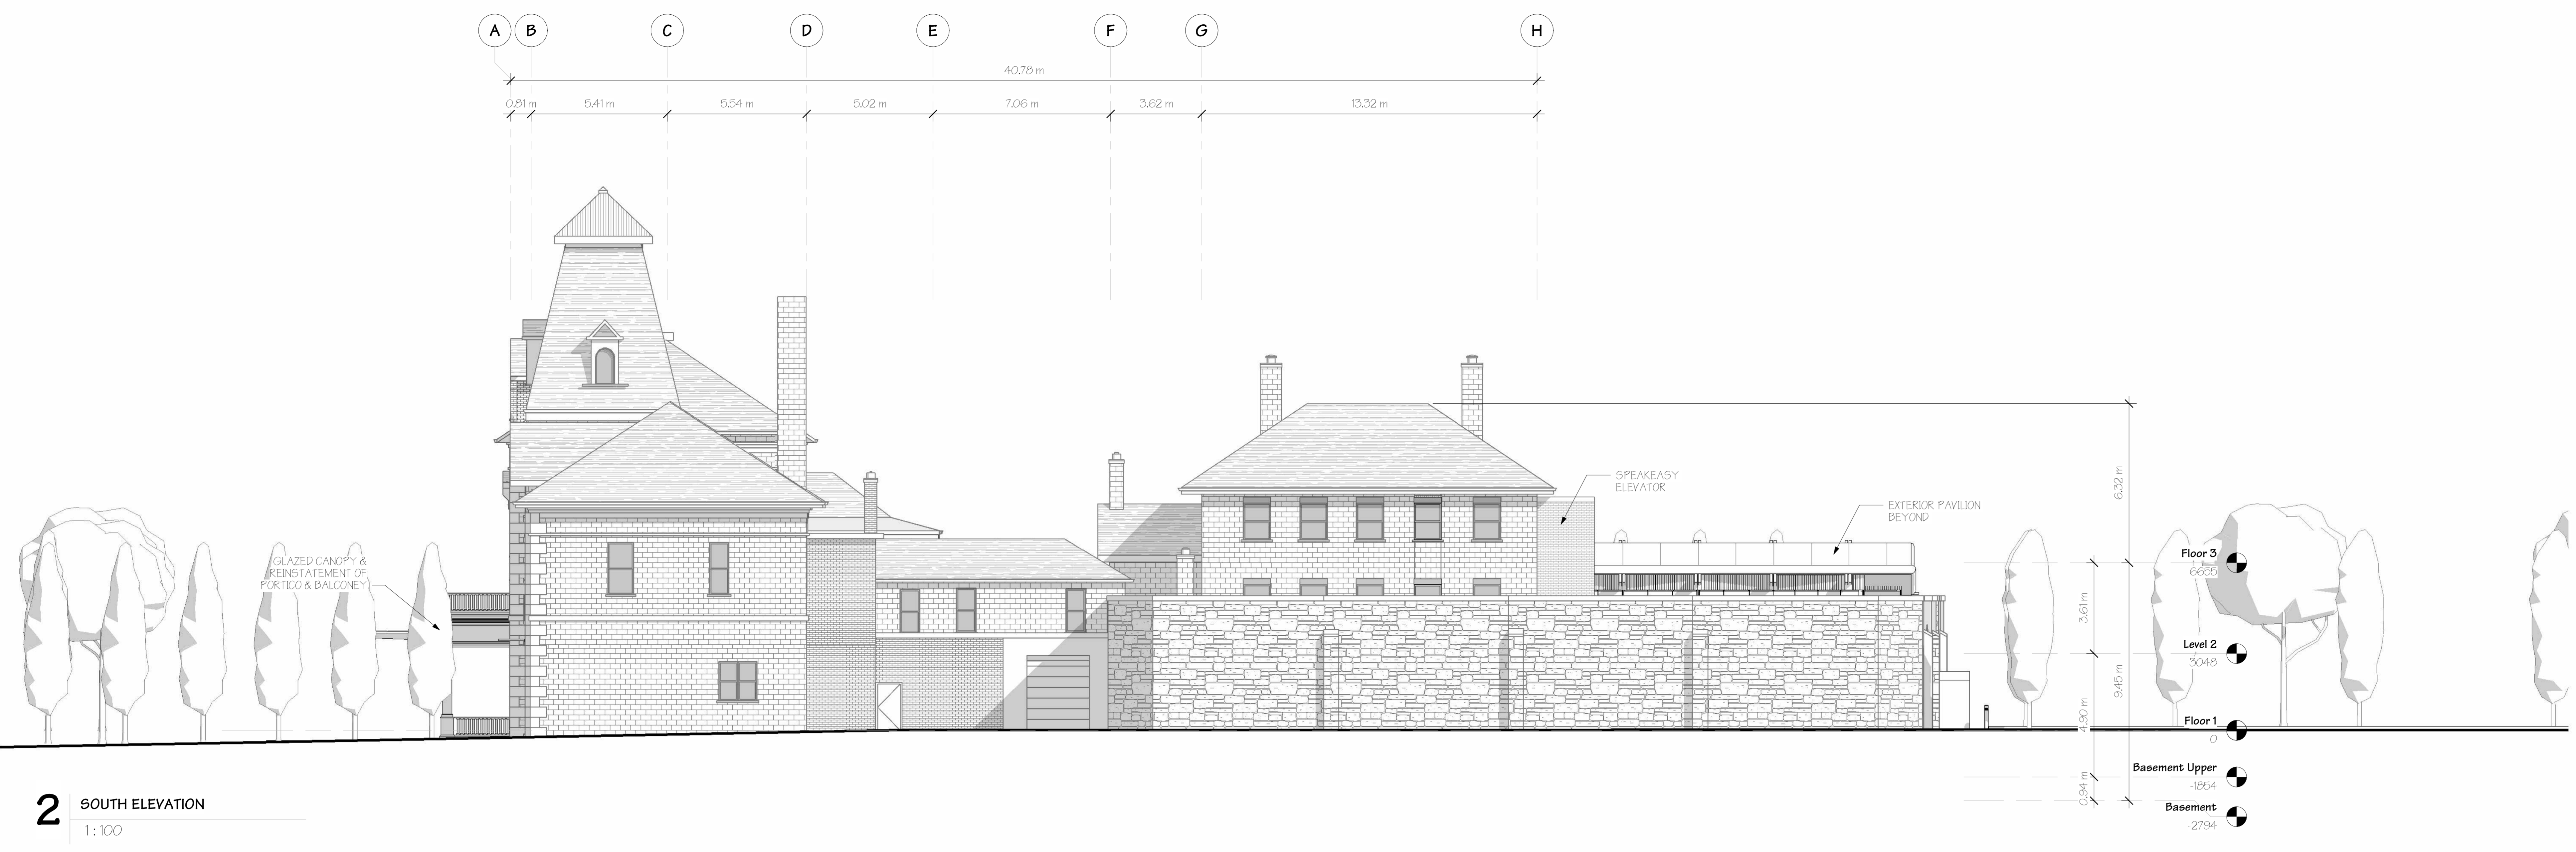 A B C D E F G H
40.78 m
0.81 m 5.41 m 5.54 m 5.02 m 7.06 m 3.62 m 13.32 m
SPEAKEASY
ELEVATOR
EXTERIOR PAVILION
BEYOND
GLAZED CANOPY &
REINSTATEMENT OF
PORTICO & BALCONEY
6.32 m
3.61 m
9.45 m
4.90 m
0.94 m
Floor 3
6655
Level 2
3048
Floor 1
0
Basement Upper
-1854
Basement
-2794
2 SOUTH ELEVATION
1 : 100